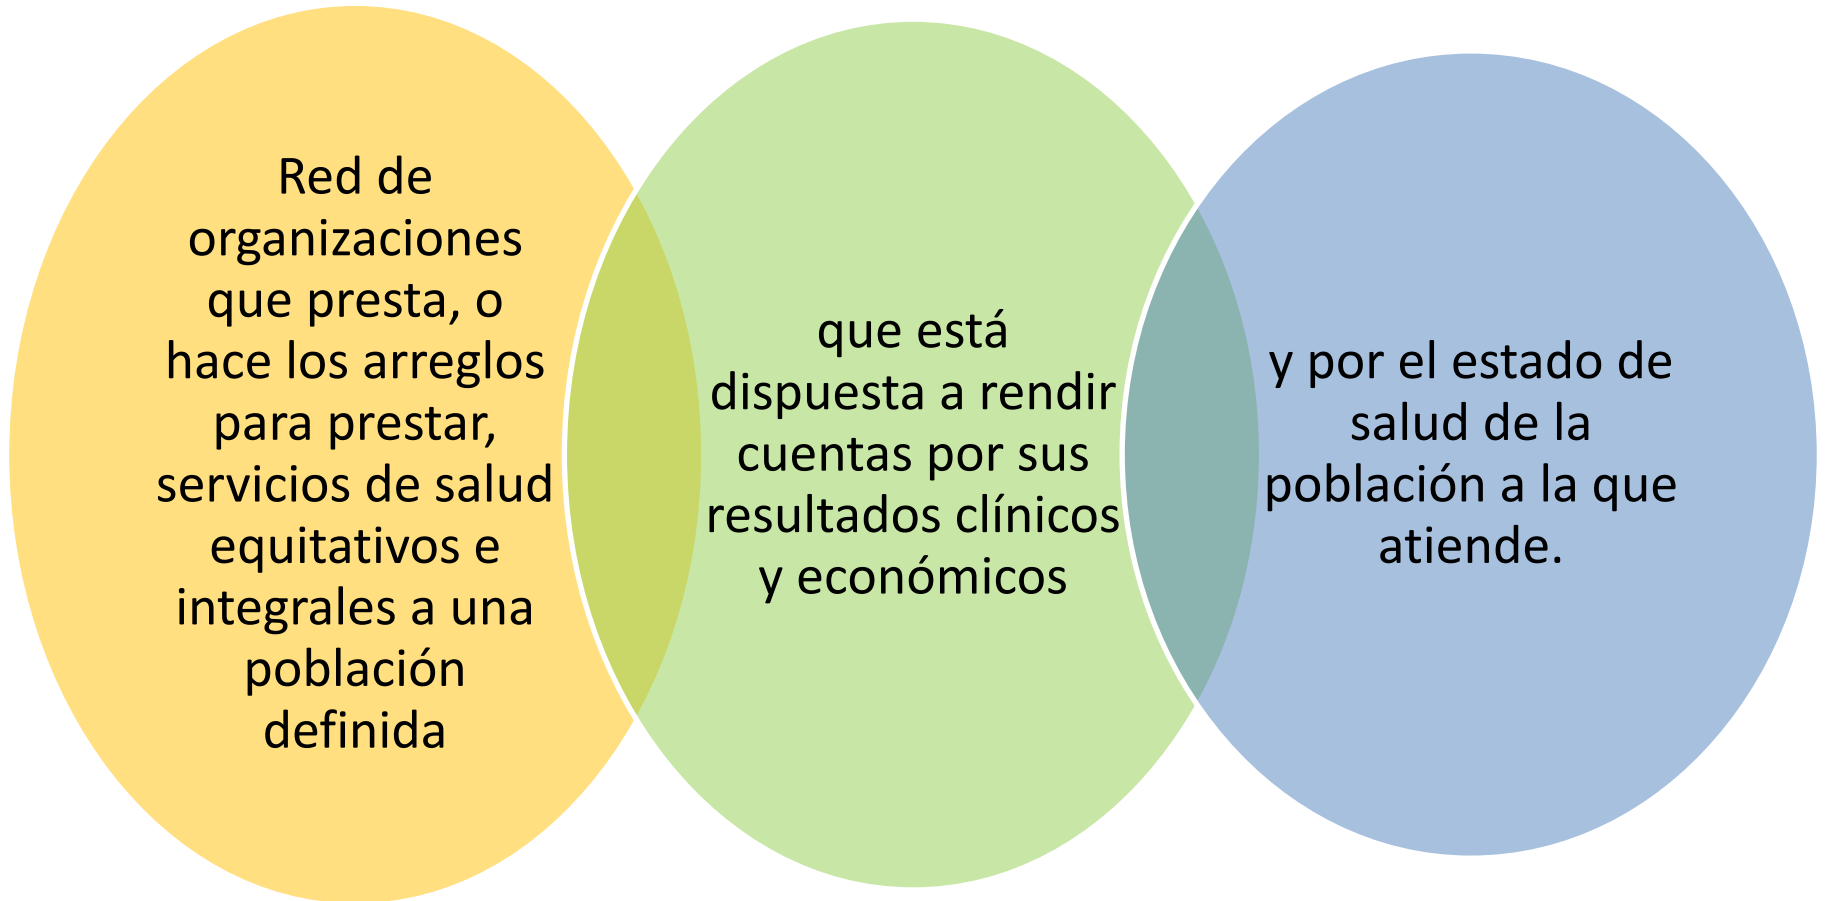 Red de
organizaciones
que presta, o
hace los arreglos
para prestar,
servicios de salud
equitativos e
integrales a una
población
definida
que está
dispuesta a rendir
cuentas por sus
resultados clínicos
y económicos
y por el estado de
salud de la
población a la que
atiende.